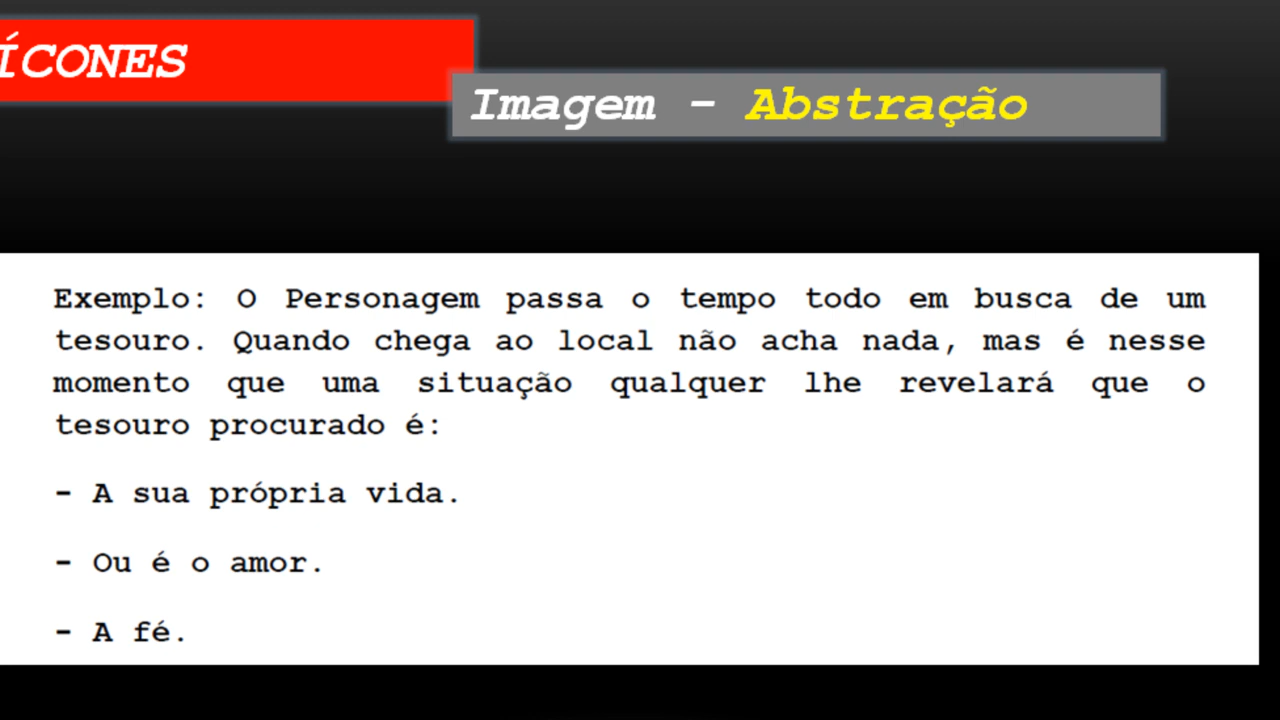 ÍCONES
Imagem - Abstração
Exemplo: O Personagem passa o tempo todo em busca de um
tesouro. Quando chega ao local não acha nada, mas é nesse
momento que uma situação qualquer lhe revelará que o
tesouro procurado é:
- A sua própria vida.
- Ou é o amor.
- A fé.